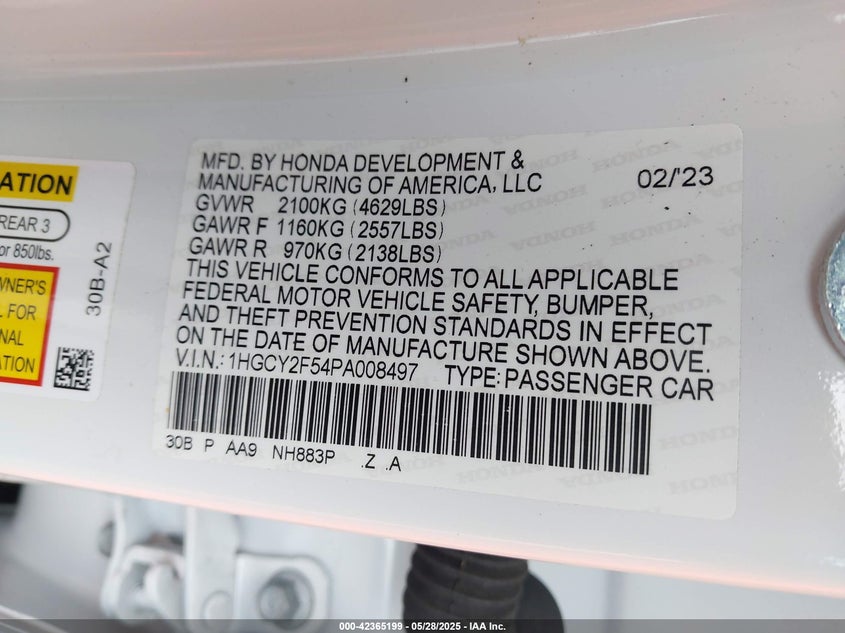 ATION
REAR 3
or 850lbs.
WNER'S
L FOR
NAL
ATION
30B-A2
MFD. BY HONDA DEVELOPMENT &
MANUFACTURING OF AMERICA, LLC 02/'23
GVWR 2100KG (4629LBS)
GAWR F 1160KG (2557LBS)
GAWR R 970KG (2138LBS)
THIS VEHICLE CONFORMS TO ALL APPLICABLE
FEDERAL MOTOR VEHICLE SAFETY, BUMPER,
AND THEFT PREVENTION STANDARDS IN EFFECT
ON THE DATE OF MANUFACTURE SHOWN ABOVE.
V.I.N.: 1HGCY2F54PA008497 TYPE: PASSENGER CAR
30B P AA9 NH883P .Z .A
000-42365199 - 05/28/2025 - IAA Inc.